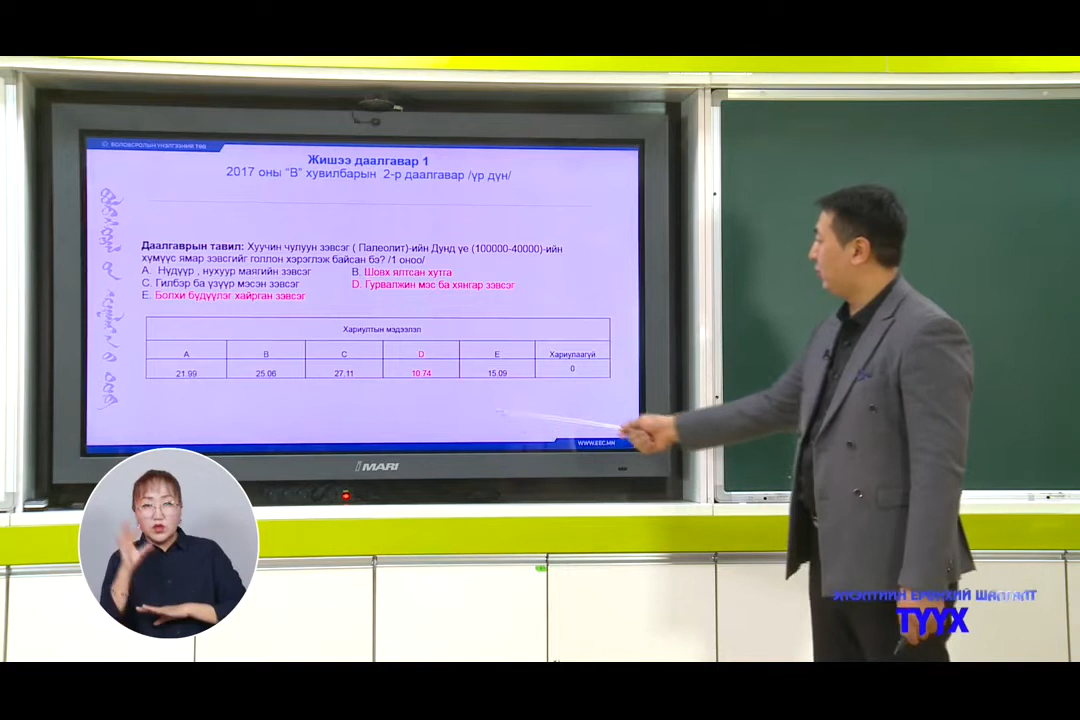 БОЛОВСРОЛЫН ҮНЭЛГЭЭНИЙ ТӨВ
Жишээ даалгавар 1
2017 оны "B" хувилбарын 2-р даалгавар /үр дүн/
Даалгаврын тавил: Хуучин чулуун зэвсэг ( Палеолит)-ийн Дунд үе (100000-40000)-ийн
хүмүүс ямар зэвсгийг голлон хэрэглэж байсан бэ? /1 оноо/
A. Нүдүүр , нухуур маягийн зэвсэг
B. Шовх ялтсан хутга
C. Гилбэр ба үзүүр мэсэн зэвсэг
D. Гурвалжин мэс ба хянгар зэвсэг
E. Болхи бүдүүлэг хайрган зэвсэг
Хариултын мэдээлэл
A B C D E Хариулаагүй
21.99 25.06 27.11 10.74 15.09 0
WWW.EEC.MN
iMARI
ЭЛСЭЛТИЙН ЕРӨНХИЙ ШАЛГАЛТ
ТҮҮХ